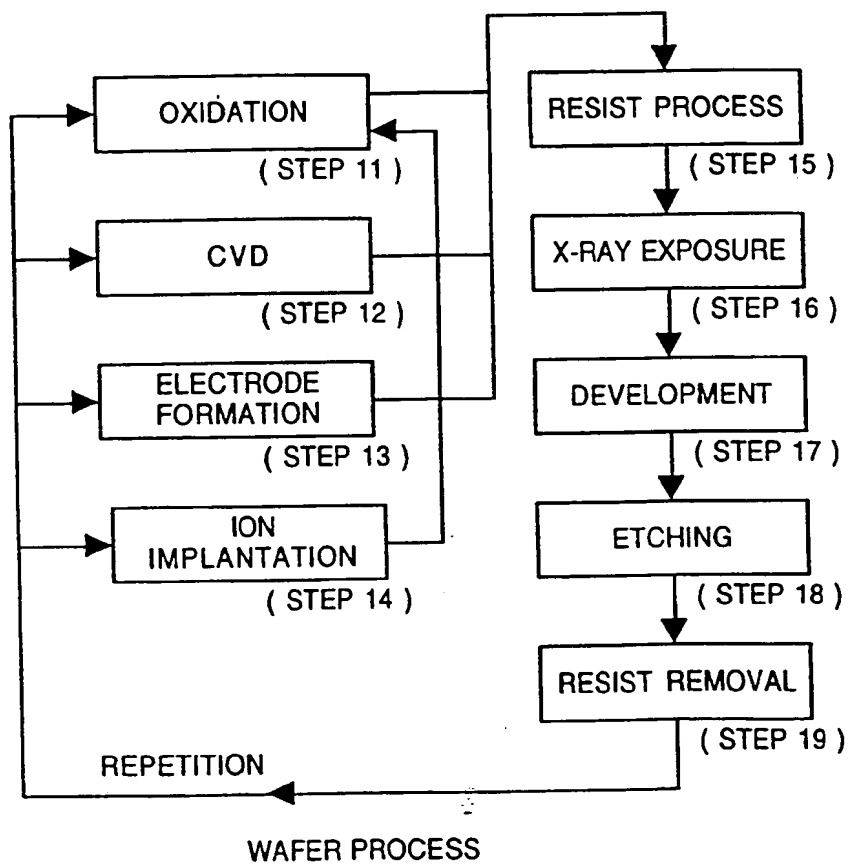 OXIDATION
( STEP 11 )
CVD
( STEP 12 )
ELECTRODE
FORMATION
( STEP 13 )
ION
IMPLANTATION
( STEP 14 )
RESIST PROCESS
( STEP 15 )
X-RAY EXPOSURE
( STEP 16 )
DEVELOPMENT
( STEP 17 )
ETCHING
( STEP 18 )
RESIST REMOVAL
( STEP 19 )
REPETITION
WAFER PROCESS